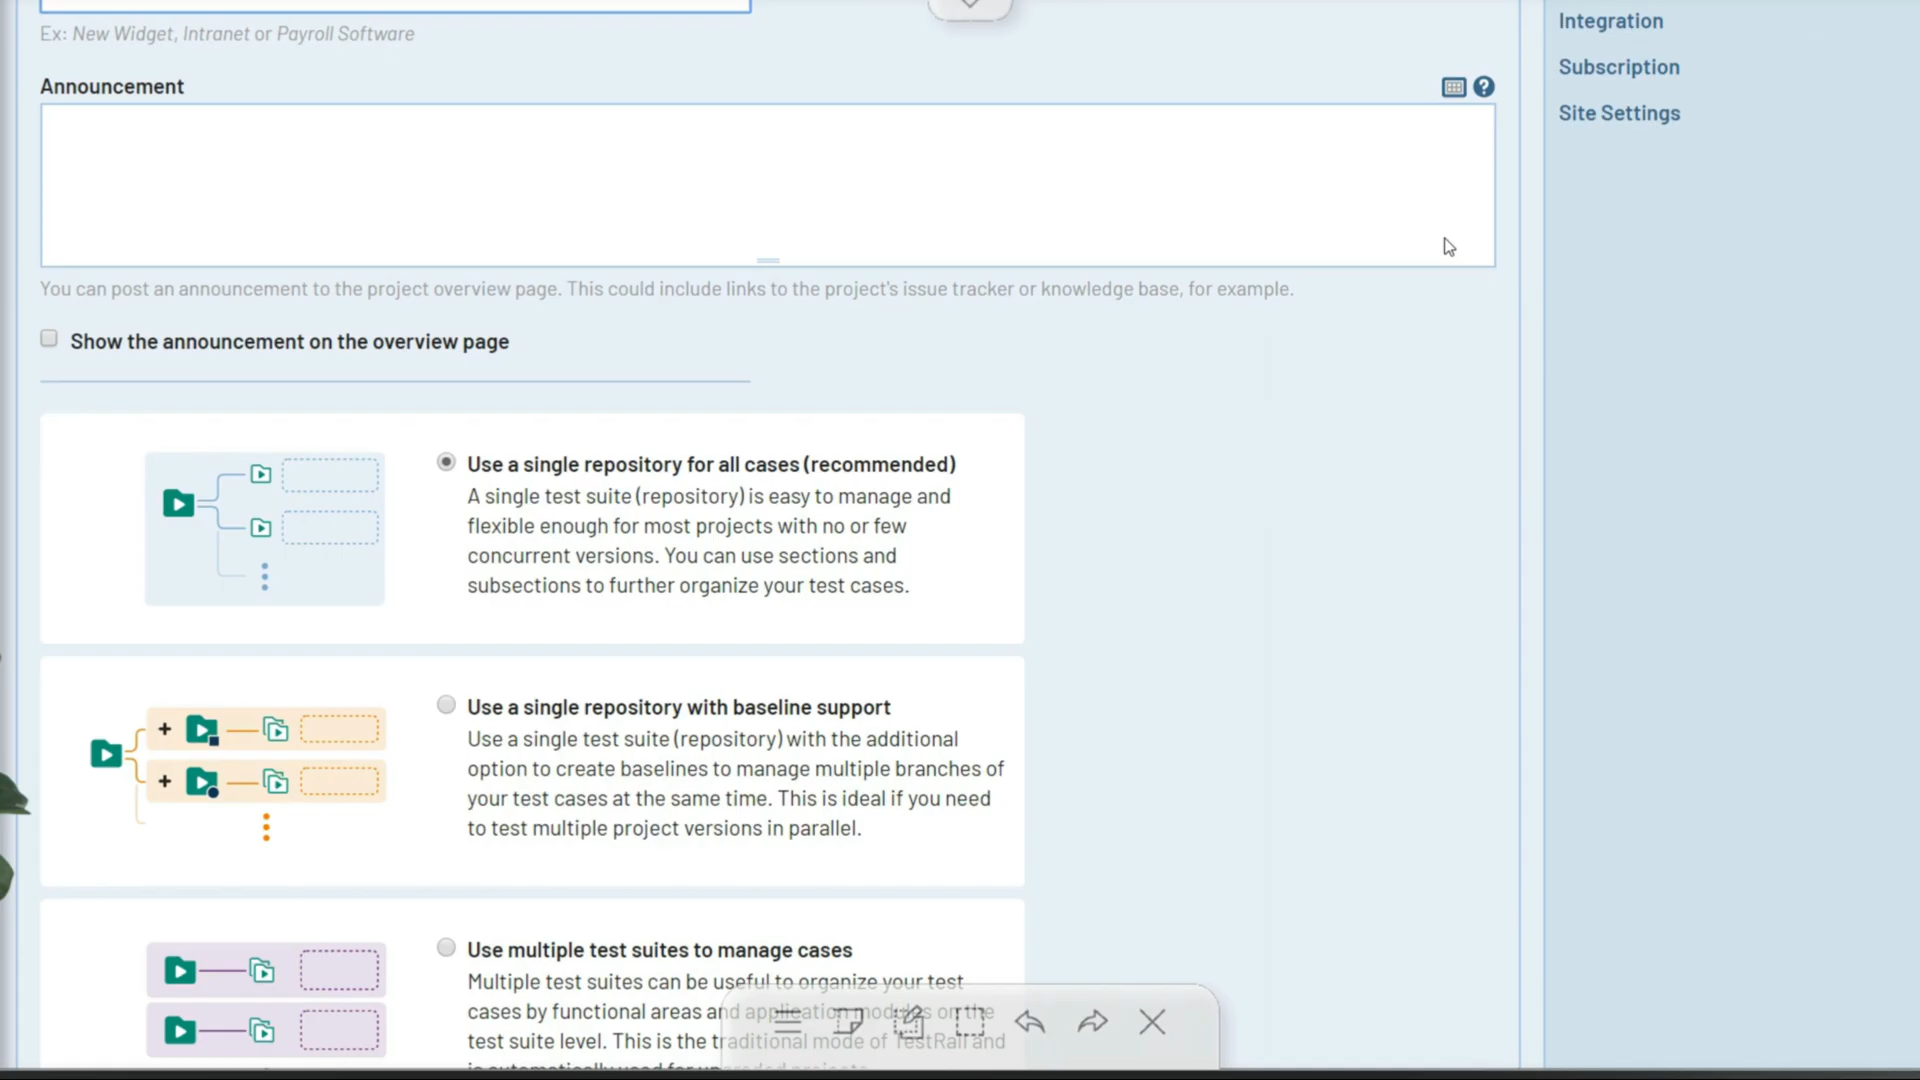 Ex: New Widget, Intranet or Payroll Software
Integration
Subscription
Site Settings
Announcement
You can post an announcement to the project overview page. This could include links to the project's issue tracker or knowledge base, for example.
Show the announcement on the overview page
Use a single repository for all cases (recommended)
A single test suite (repository) is easy to manage and
flexible enough for most projects with no or few
concurrent versions. You can use sections and
subsections to further organize your test cases.
Use a single repository with baseline support
Use a single test suite (repository) with the additional
option to create baselines to manage multiple branches of
your test cases at the same time. This is ideal if you need
to test multiple project versions in parallel.
Use multiple test suites to manage cases
Multiple test suites can be useful to organize your test
cases by functional areas and application modules on the
test suite level. This is the traditional mode of TestRail and